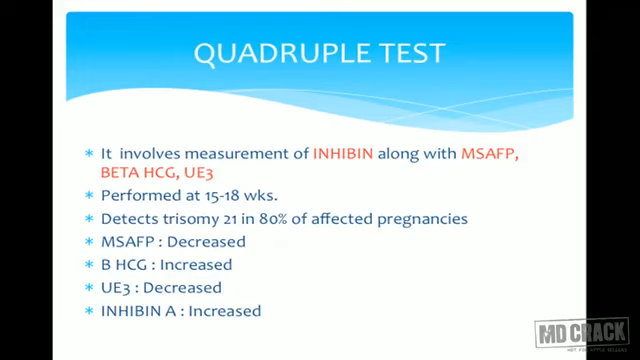 QUADRUPLE TEST
* It involves measurement of INHIBIN along with MSAFP,
BETA HCG, UE3
* Performed at 15-18 wks.
* Detects trisomy 21 in 80% of affected pregnancies
* MSAFP : Decreased
* B HCG : Increased
* UE3 : Decreased
* INHIBIN A : Increased
MD CRACK